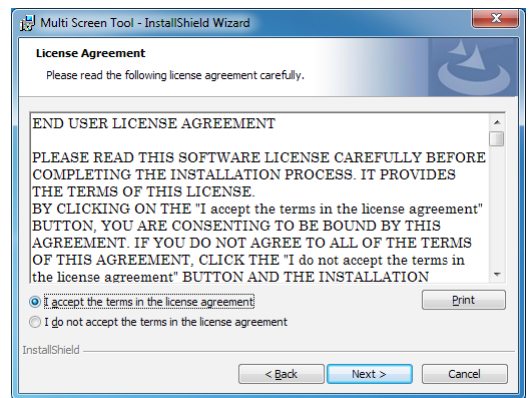 Multi Screen Tool - InstallShield Wizard
License Agreement
Please read the following license agreement carefully.
END USER LICENSE AGREEMENT
PLEASE READ THIS SOFTWARE LICENSE CAREFULLY BEFORE
COMPLETING THE INSTALLATION PROCESS. IT PROVIDES
THE TERMS OF THIS LICENSE.
BY CLICKING ON THE "I accept the terms in the license agreement"
BUTTON, YOU ARE CONSENTING TO BE BOUND BY THIS
AGREEMENT. IF YOU DO NOT AGREE TO ALL OF THE TERMS
OF THIS AGREEMENT, CLICK THE "I do not accept the terms in
the license agreement" BUTTON AND THE INSTALLATION
I accept the terms in the license agreement
Print
I do not accept the terms in the license agreement
InstallShield
< Back Next > Cancel